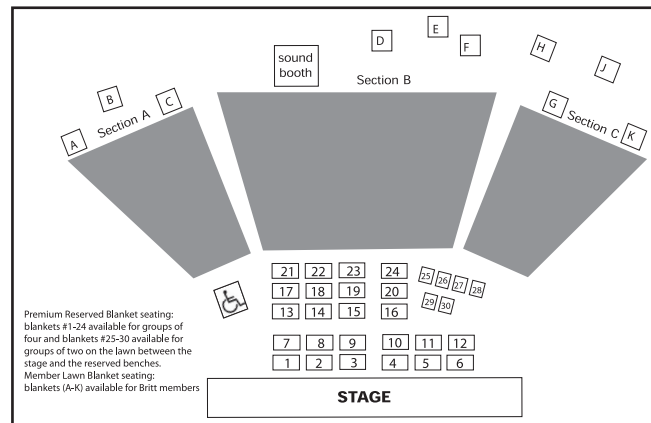 E
D
F
H
sound
booth
J
Section B
B
C
Section A
A
G
Section C
K
21 22 23 24
25 26 27 28
17 18 19 20
29 30
13 14 15 16
Premium Reserved Blanket seating:
blankets #1-24 available for groups of
four and blankets #25-30 available for
groups of two on the lawn between the
stage and the reserved benches.
Member Lawn Blanket seating:
blankets (A-K) available for Britt members
7 8 9 10 11 12
1 2 3 4 5 6
STAGE